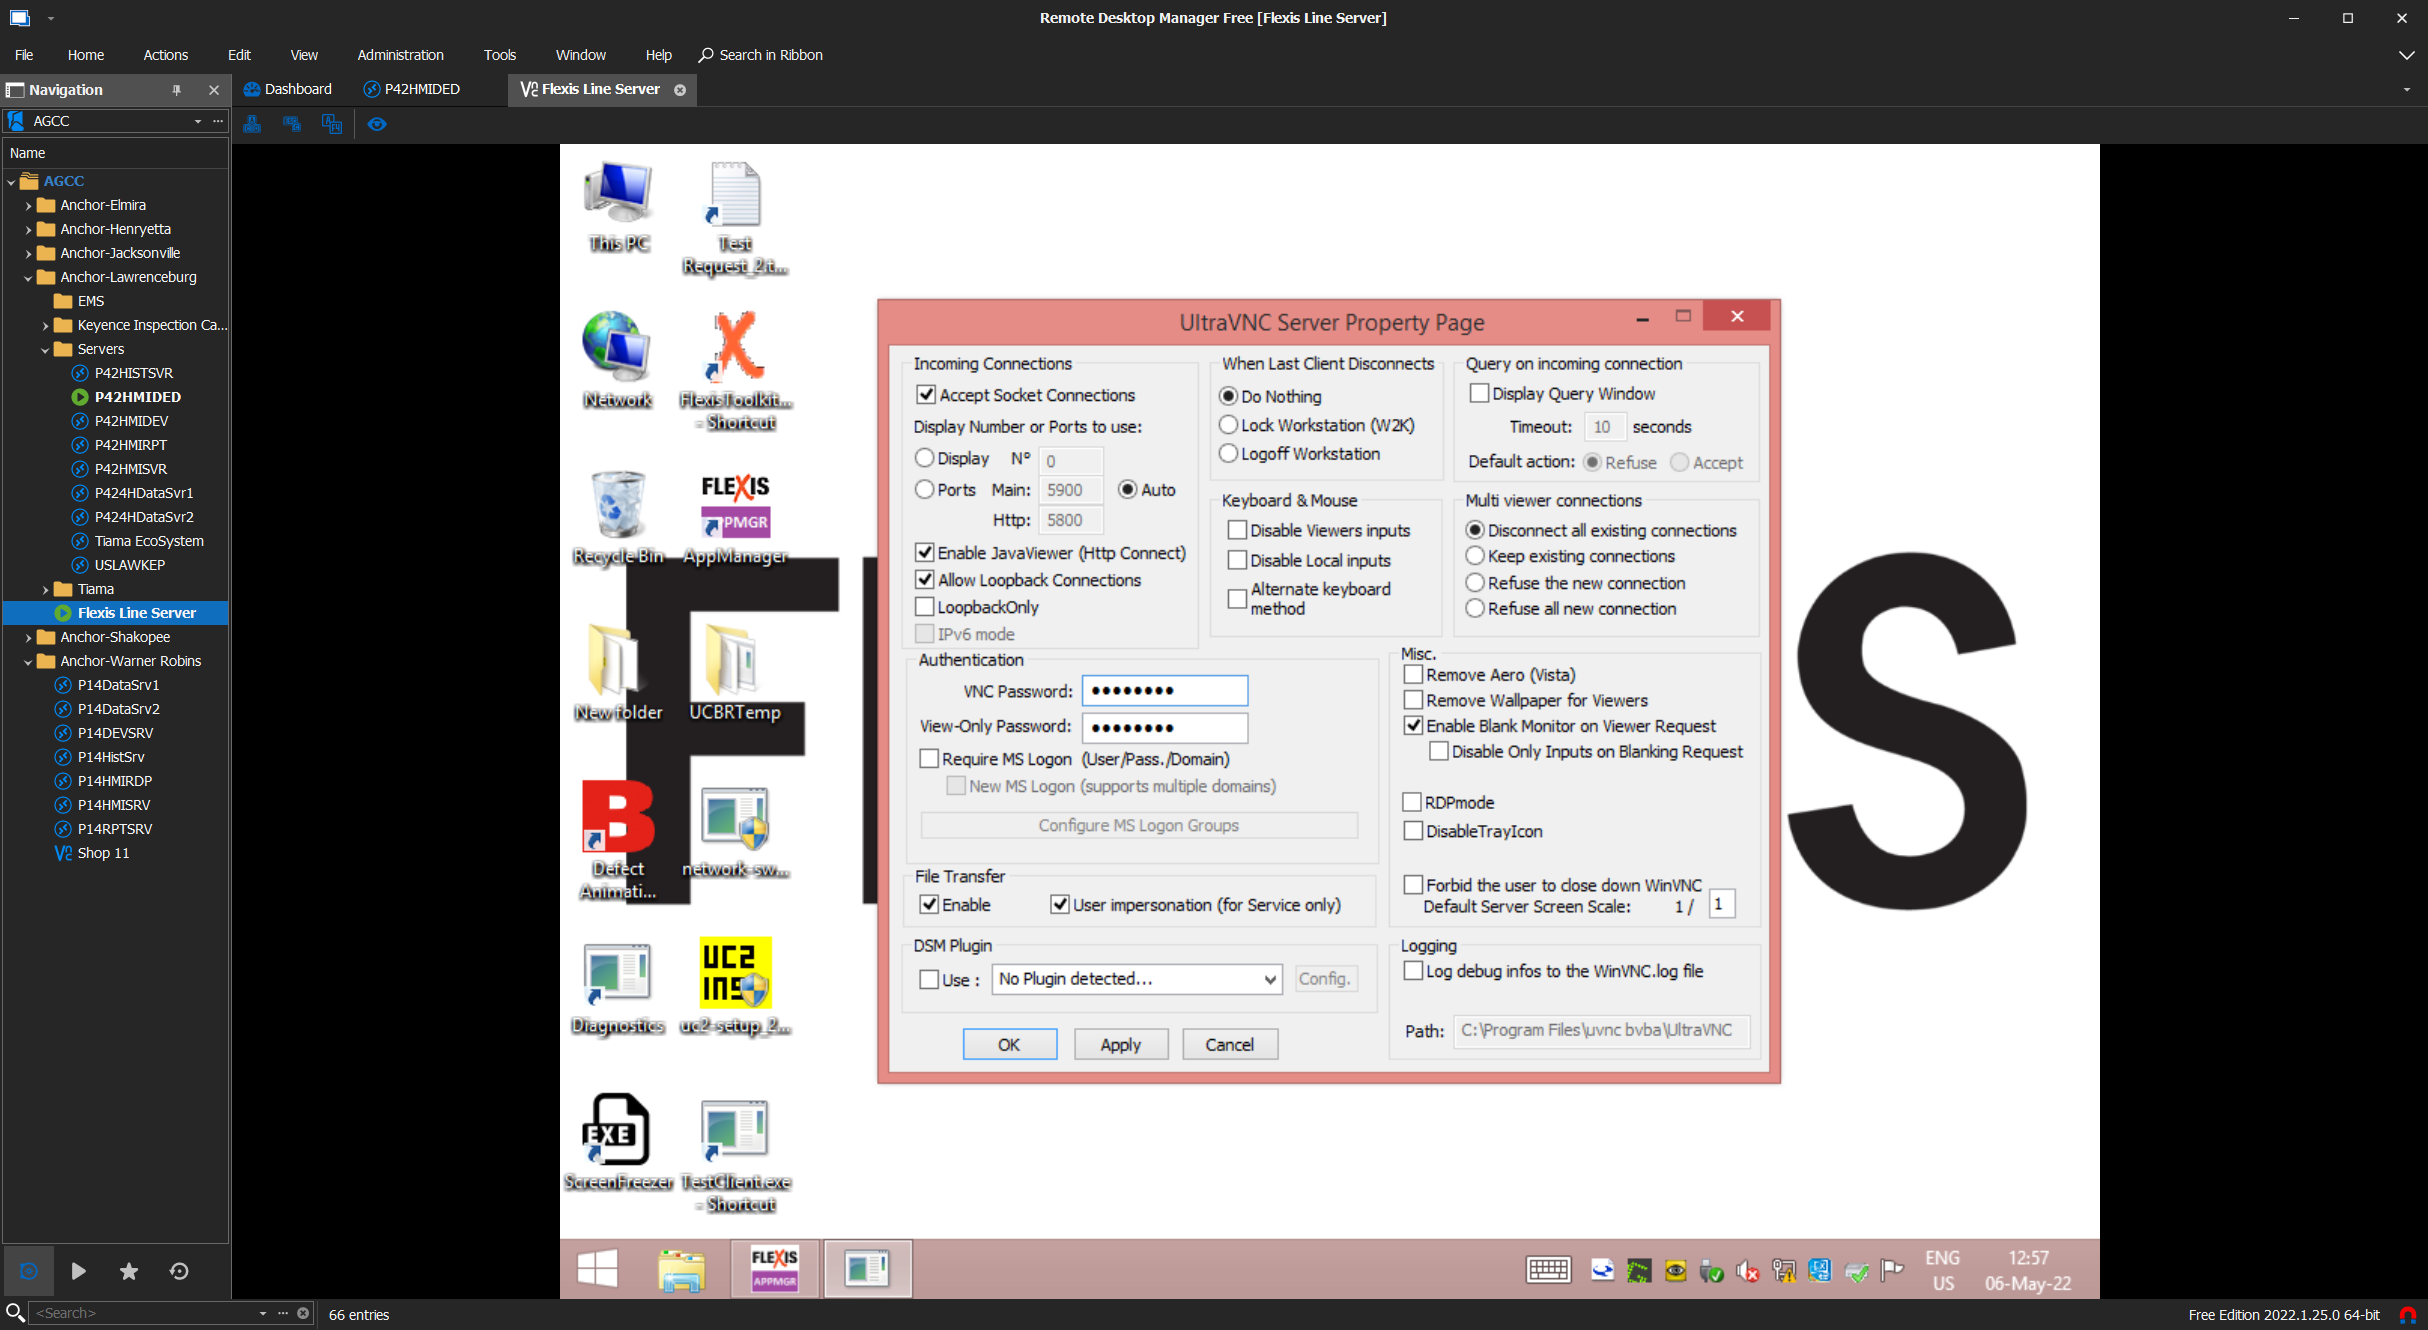 Remote Desktop Manager Free [Flexis Line Server]
File Home Actions Edit View Administration Tools Window Help Search in Ribbon
Navigation
Dashboard P42HMIDED Flexis Line Server
AGCC
Name
AGCC
Anchor-Elmira
Anchor-Henryetta
Anchor-Jacksonville
Anchor-Lawrenceburg
EMS
Keyence Inspection Ca...
Servers
P42HISTSVR
P42HMIDED
P42HMIDEV
P42HMIRPT
P42HMISVR
P424HDataSvr1
P424HDataSvr2
Tiama EcoSystem
USLAWKEP
Tiama
Flexis Line Server
Anchor-Shakopee
Anchor-Warner Robins
P14DataSrv1
P14DataSrv2
P14DEVSRV
P14HistSrv
P14HMIRDP
P14HMISRV
P14RPTSRV
Shop 11
<Search>
66 entries
Free Edition 2022.1.25.0 64-bit
This PC
Test Request_2.t...
Network
FlexisToolkit... - Shortcut
Recycle Bin
FLEXIS
APPMGR
AppManager
New folder
UCBRTemp
B
Defect Animati...
network-sw...
Diagnostics
UC2
INS
uc2-setup_2...
EXE
ScreenFreezer
TestClient.exe - Shortcut
S
UltraVNC Server Property Page
Incoming Connections
Accept Socket Connections
Display Number or Ports to use:
Display N° 0
Ports Main: 5900 Auto
Http: 5800
Enable JavaViewer (Http Connect)
Allow Loopback Connections
LoopbackOnly
IPv6 mode
When Last Client Disconnects
Do Nothing
Lock Workstation (W2K)
Logoff Workstation
Keyboard & Mouse
Disable Viewers inputs
Disable Local inputs
Alternate keyboard
method
Query on incoming connection
Display Query Window
Timeout: 10 seconds
Default action: Refuse Accept
Multi viewer connections
Disconnect all existing connections
Keep existing connections
Refuse the new connection
Refuse all new connection
Authentication
VNC Password: ●●●●●●●●
View-Only Password: ●●●●●●●●
Require MS Logon (User/Pass./Domain)
New MS Logon (supports multiple domains)
Configure MS Logon Groups
Misc.
Remove Aero (Vista)
Remove Wallpaper for Viewers
Enable Blank Monitor on Viewer Request
Disable Only Inputs on Blanking Request
RDPmode
DisableTrayIcon
Forbid the user to close down WinVNC
Default Server Screen Scale: 1 / 1
File Transfer
Enable User impersonation (for Service only)
DSM Plugin
Use : No Plugin detected... Config.
Logging
Log debug infos to the WinVNC.log file
Path: C:\Program Files\uvnc bvba\UltraVNC
OK Apply Cancel
FLEXIS
APPMGR
ENG
US
12:57
06-May-22